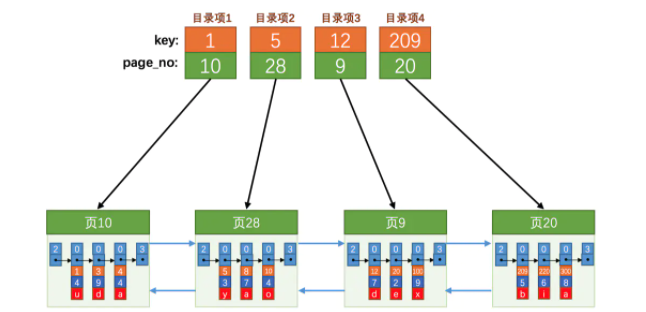 目录项1 目录项2 目录项3 目录项4
key: 1 5 12 209
page_no: 10 28 9 20
页10 页28 页9 页20
2 0 0 0 3 2 0 0 0 3 2 0 0 0 3 2 0 0 0 3
1 3 4 5 8 10 12 20 100 209 220 300
4 9 4 3 7 4 7 2 9 5 6 8
u d a y a o d e x b i a